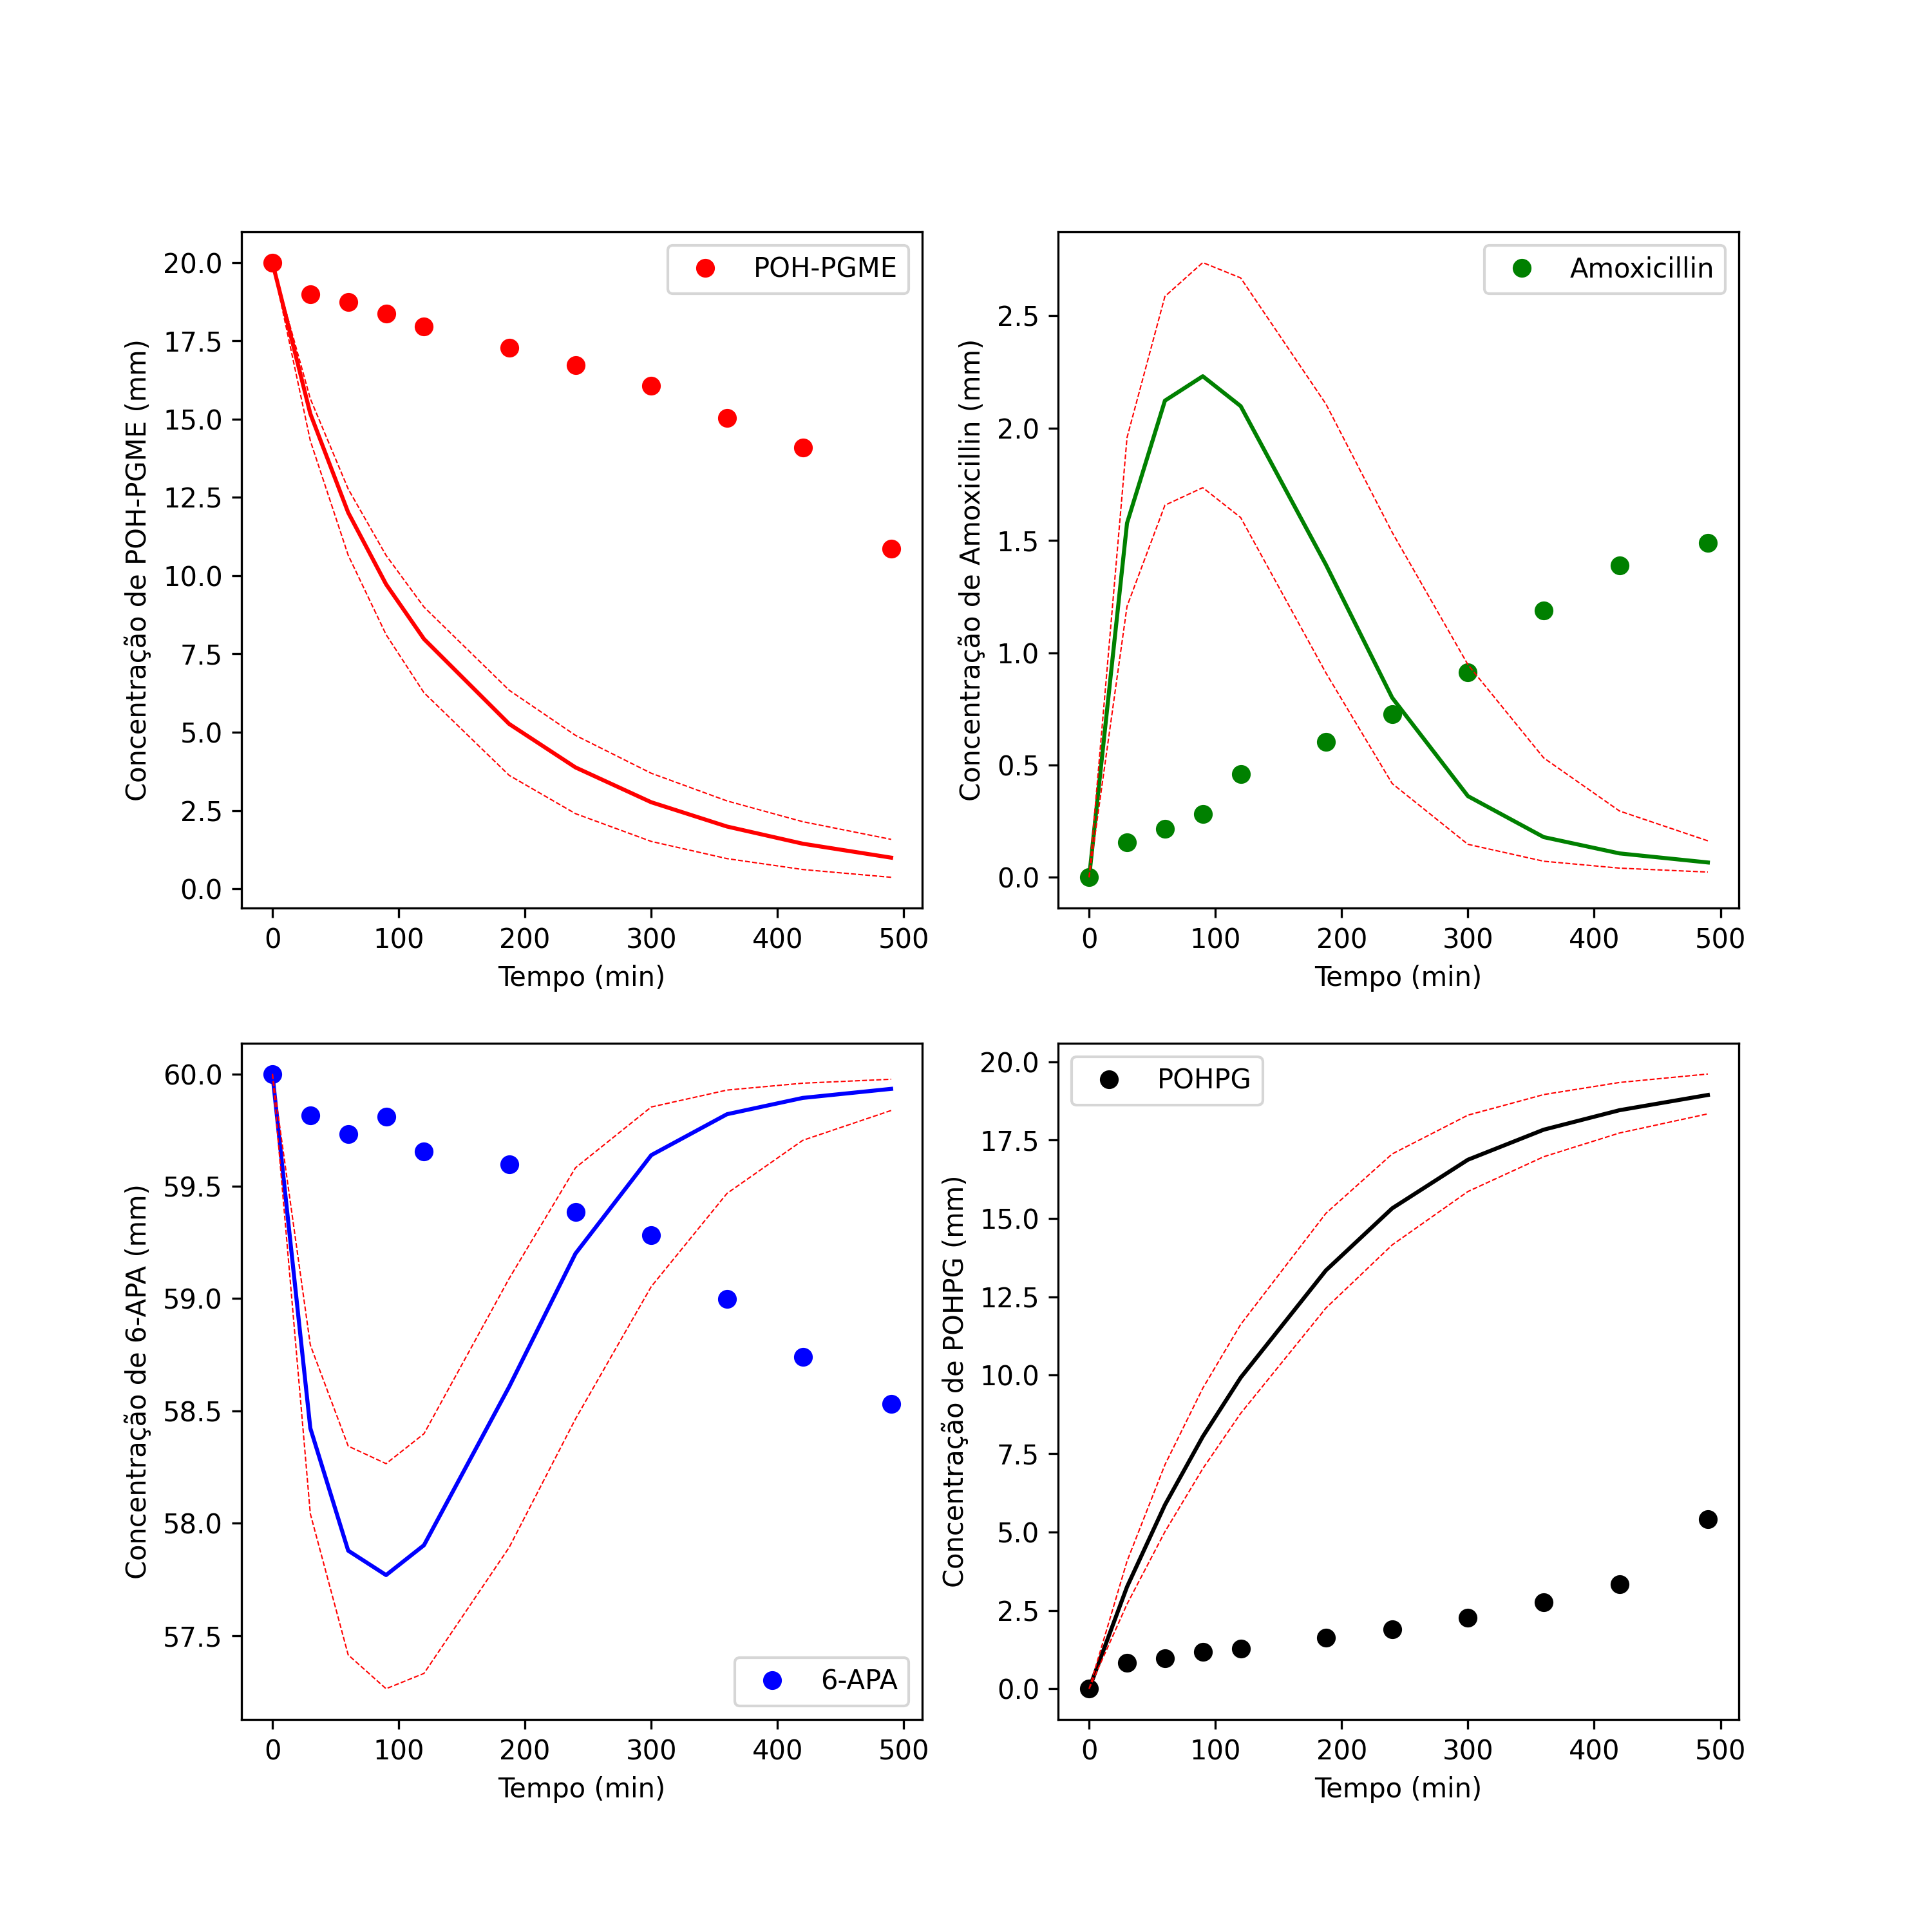 POH-PGME
Concentração de POH-PGME (mm)
20.0
17.5
15.0
12.5
10.0
7.5
5.0
2.5
0.0
0 100 200 300 400 500
Tempo (min)
Amoxicillin
Concentração de Amoxicillin (mm)
2.5
2.0
1.5
1.0
0.5
0.0
0 100 200 300 400 500
Tempo (min)
6-APA
Concentração de 6-APA (mm)
60.0
59.5
59.0
58.5
58.0
57.5
0 100 200 300 400 500
Tempo (min)
POHPG
Concentração de POHPG (mm)
20.0
17.5
15.0
12.5
10.0
7.5
5.0
2.5
0.0
0 100 200 300 400 500
Tempo (min)